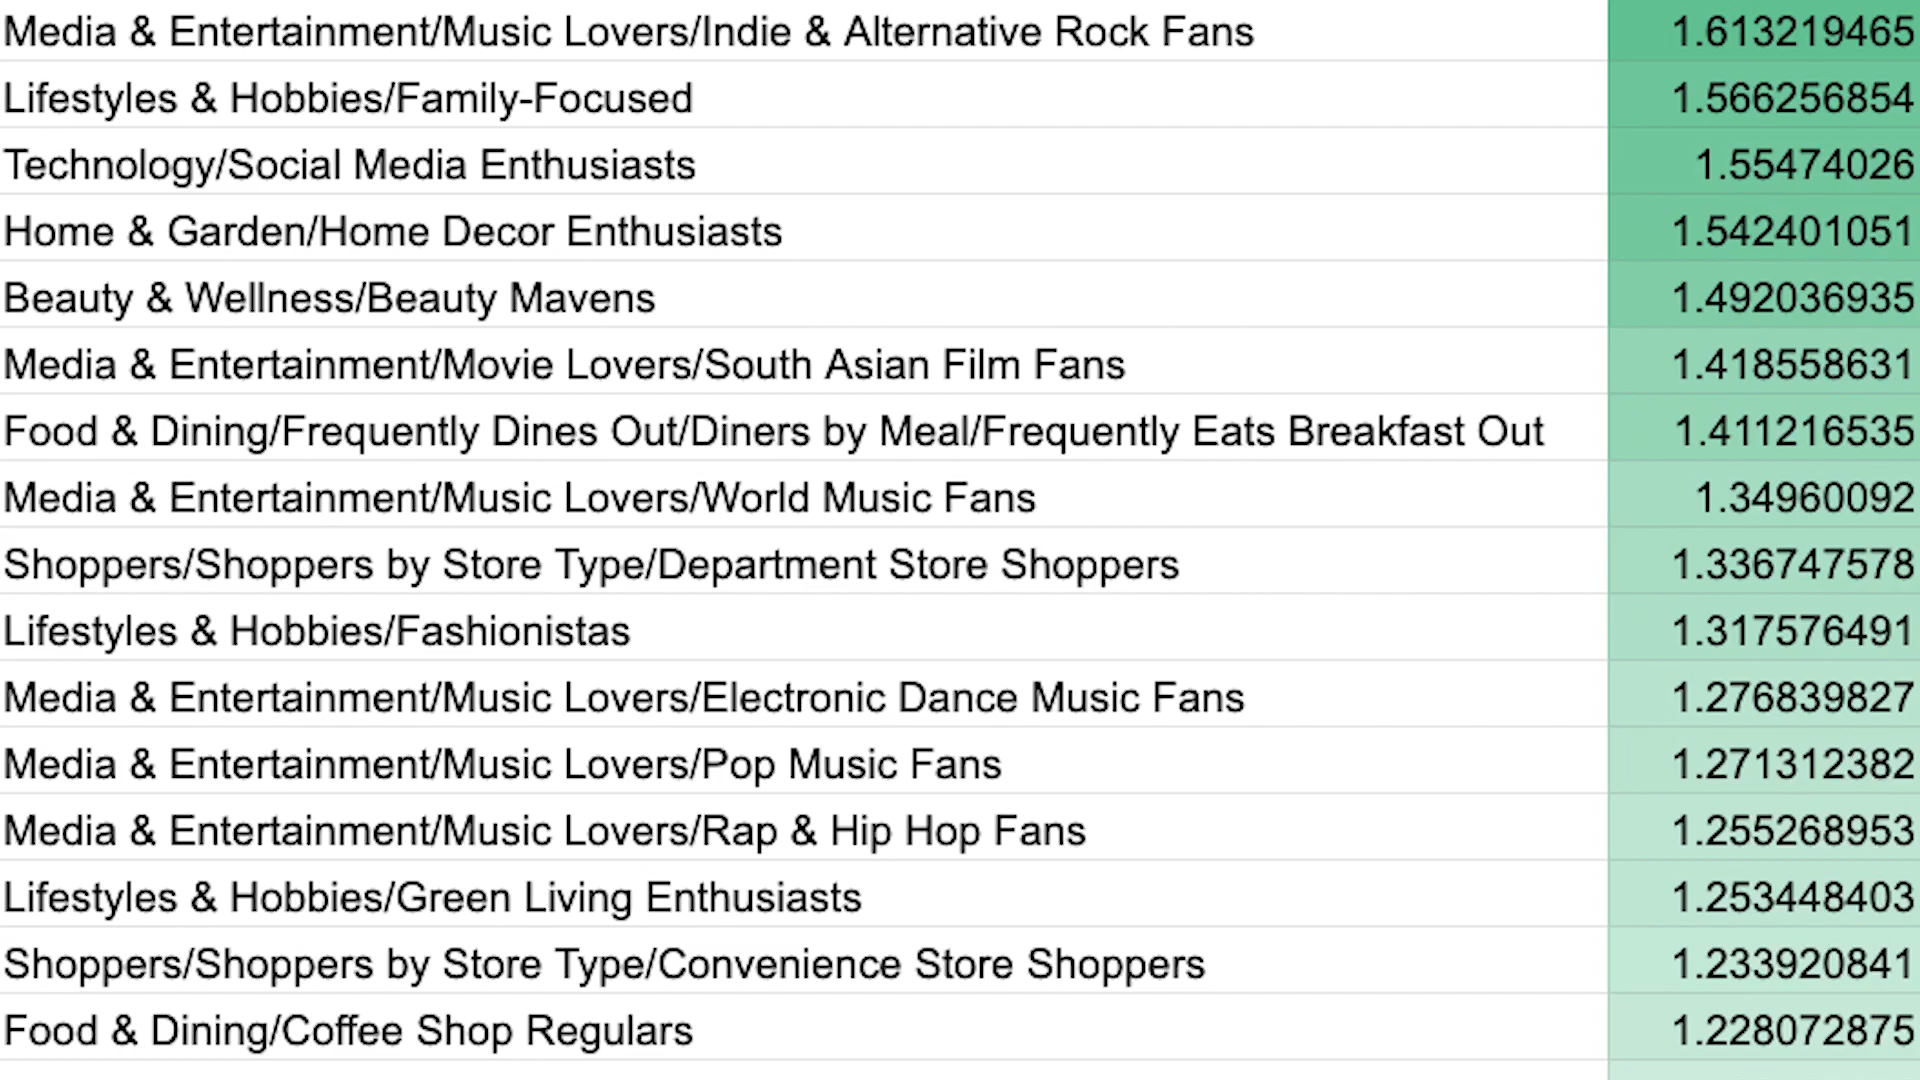 Media & Entertainment/Music Lovers/Indie & Alternative Rock Fans 1.613219465
Lifestyles & Hobbies/Family-Focused 1.566256854
Technology/Social Media Enthusiasts 1.55474026
Home & Garden/Home Decor Enthusiasts 1.542401051
Beauty & Wellness/Beauty Mavens 1.492036935
Media & Entertainment/Movie Lovers/South Asian Film Fans 1.418558631
Food & Dining/Frequently Dines Out/Diners by Meal/Frequently Eats Breakfast Out 1.411216535
Media & Entertainment/Music Lovers/World Music Fans 1.34960092
Shoppers/Shoppers by Store Type/Department Store Shoppers 1.336747578
Lifestyles & Hobbies/Fashionistas 1.317576491
Media & Entertainment/Music Lovers/Electronic Dance Music Fans 1.276839827
Media & Entertainment/Music Lovers/Pop Music Fans 1.271312382
Media & Entertainment/Music Lovers/Rap & Hip Hop Fans 1.255268953
Lifestyles & Hobbies/Green Living Enthusiasts 1.253448403
Shoppers/Shoppers by Store Type/Convenience Store Shoppers 1.233920841
Food & Dining/Coffee Shop Regulars 1.228072875